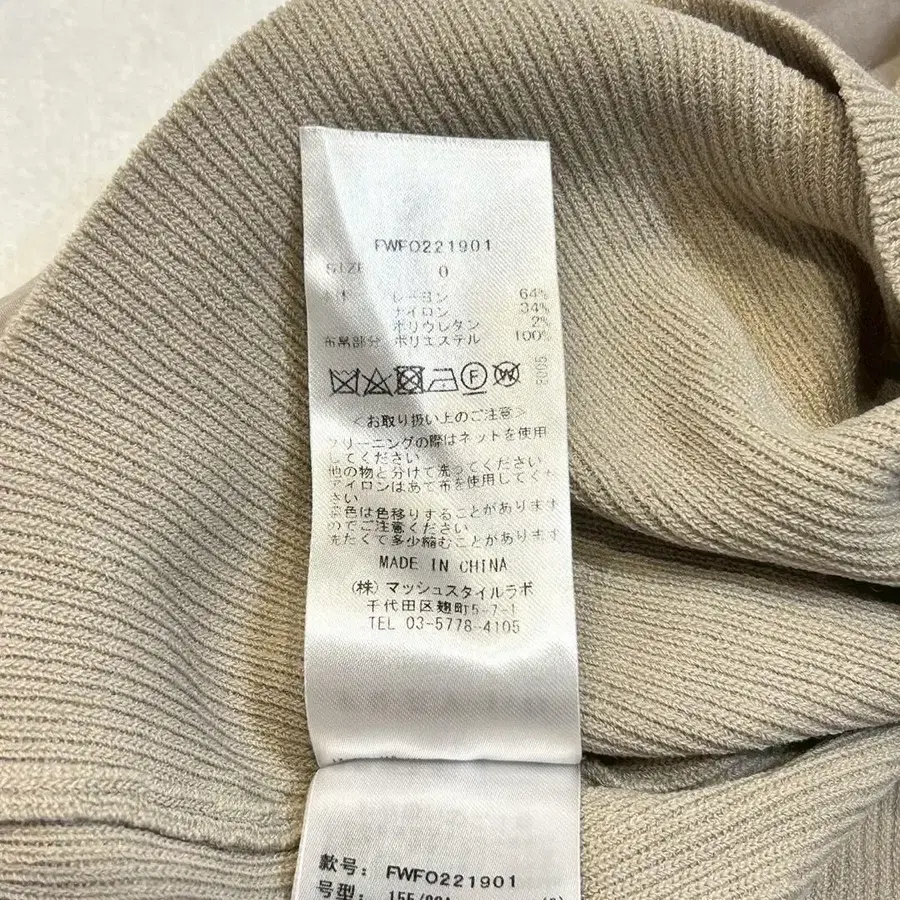 FWFO221901
SIZE 0
レーヨン 64%
ナイロン 34%
ポリウレタン 2%
布帛部分 ポリエステル 100%
2005
F W
<お取り扱い上のご注意>
クリーニングの際はネットを使用
してください
他の物と分けて洗ってください
アイロンはあて布を使用してくだ
さい
は色移りすることがあります
のでご注意ください
洗たくで多少縮むことがあります
MADE IN CHINA
(株) マッシュスタイルラボ
千代田区麹町5-7-1
TEL 03-5778-4105
款号: FWFO221901
号型: